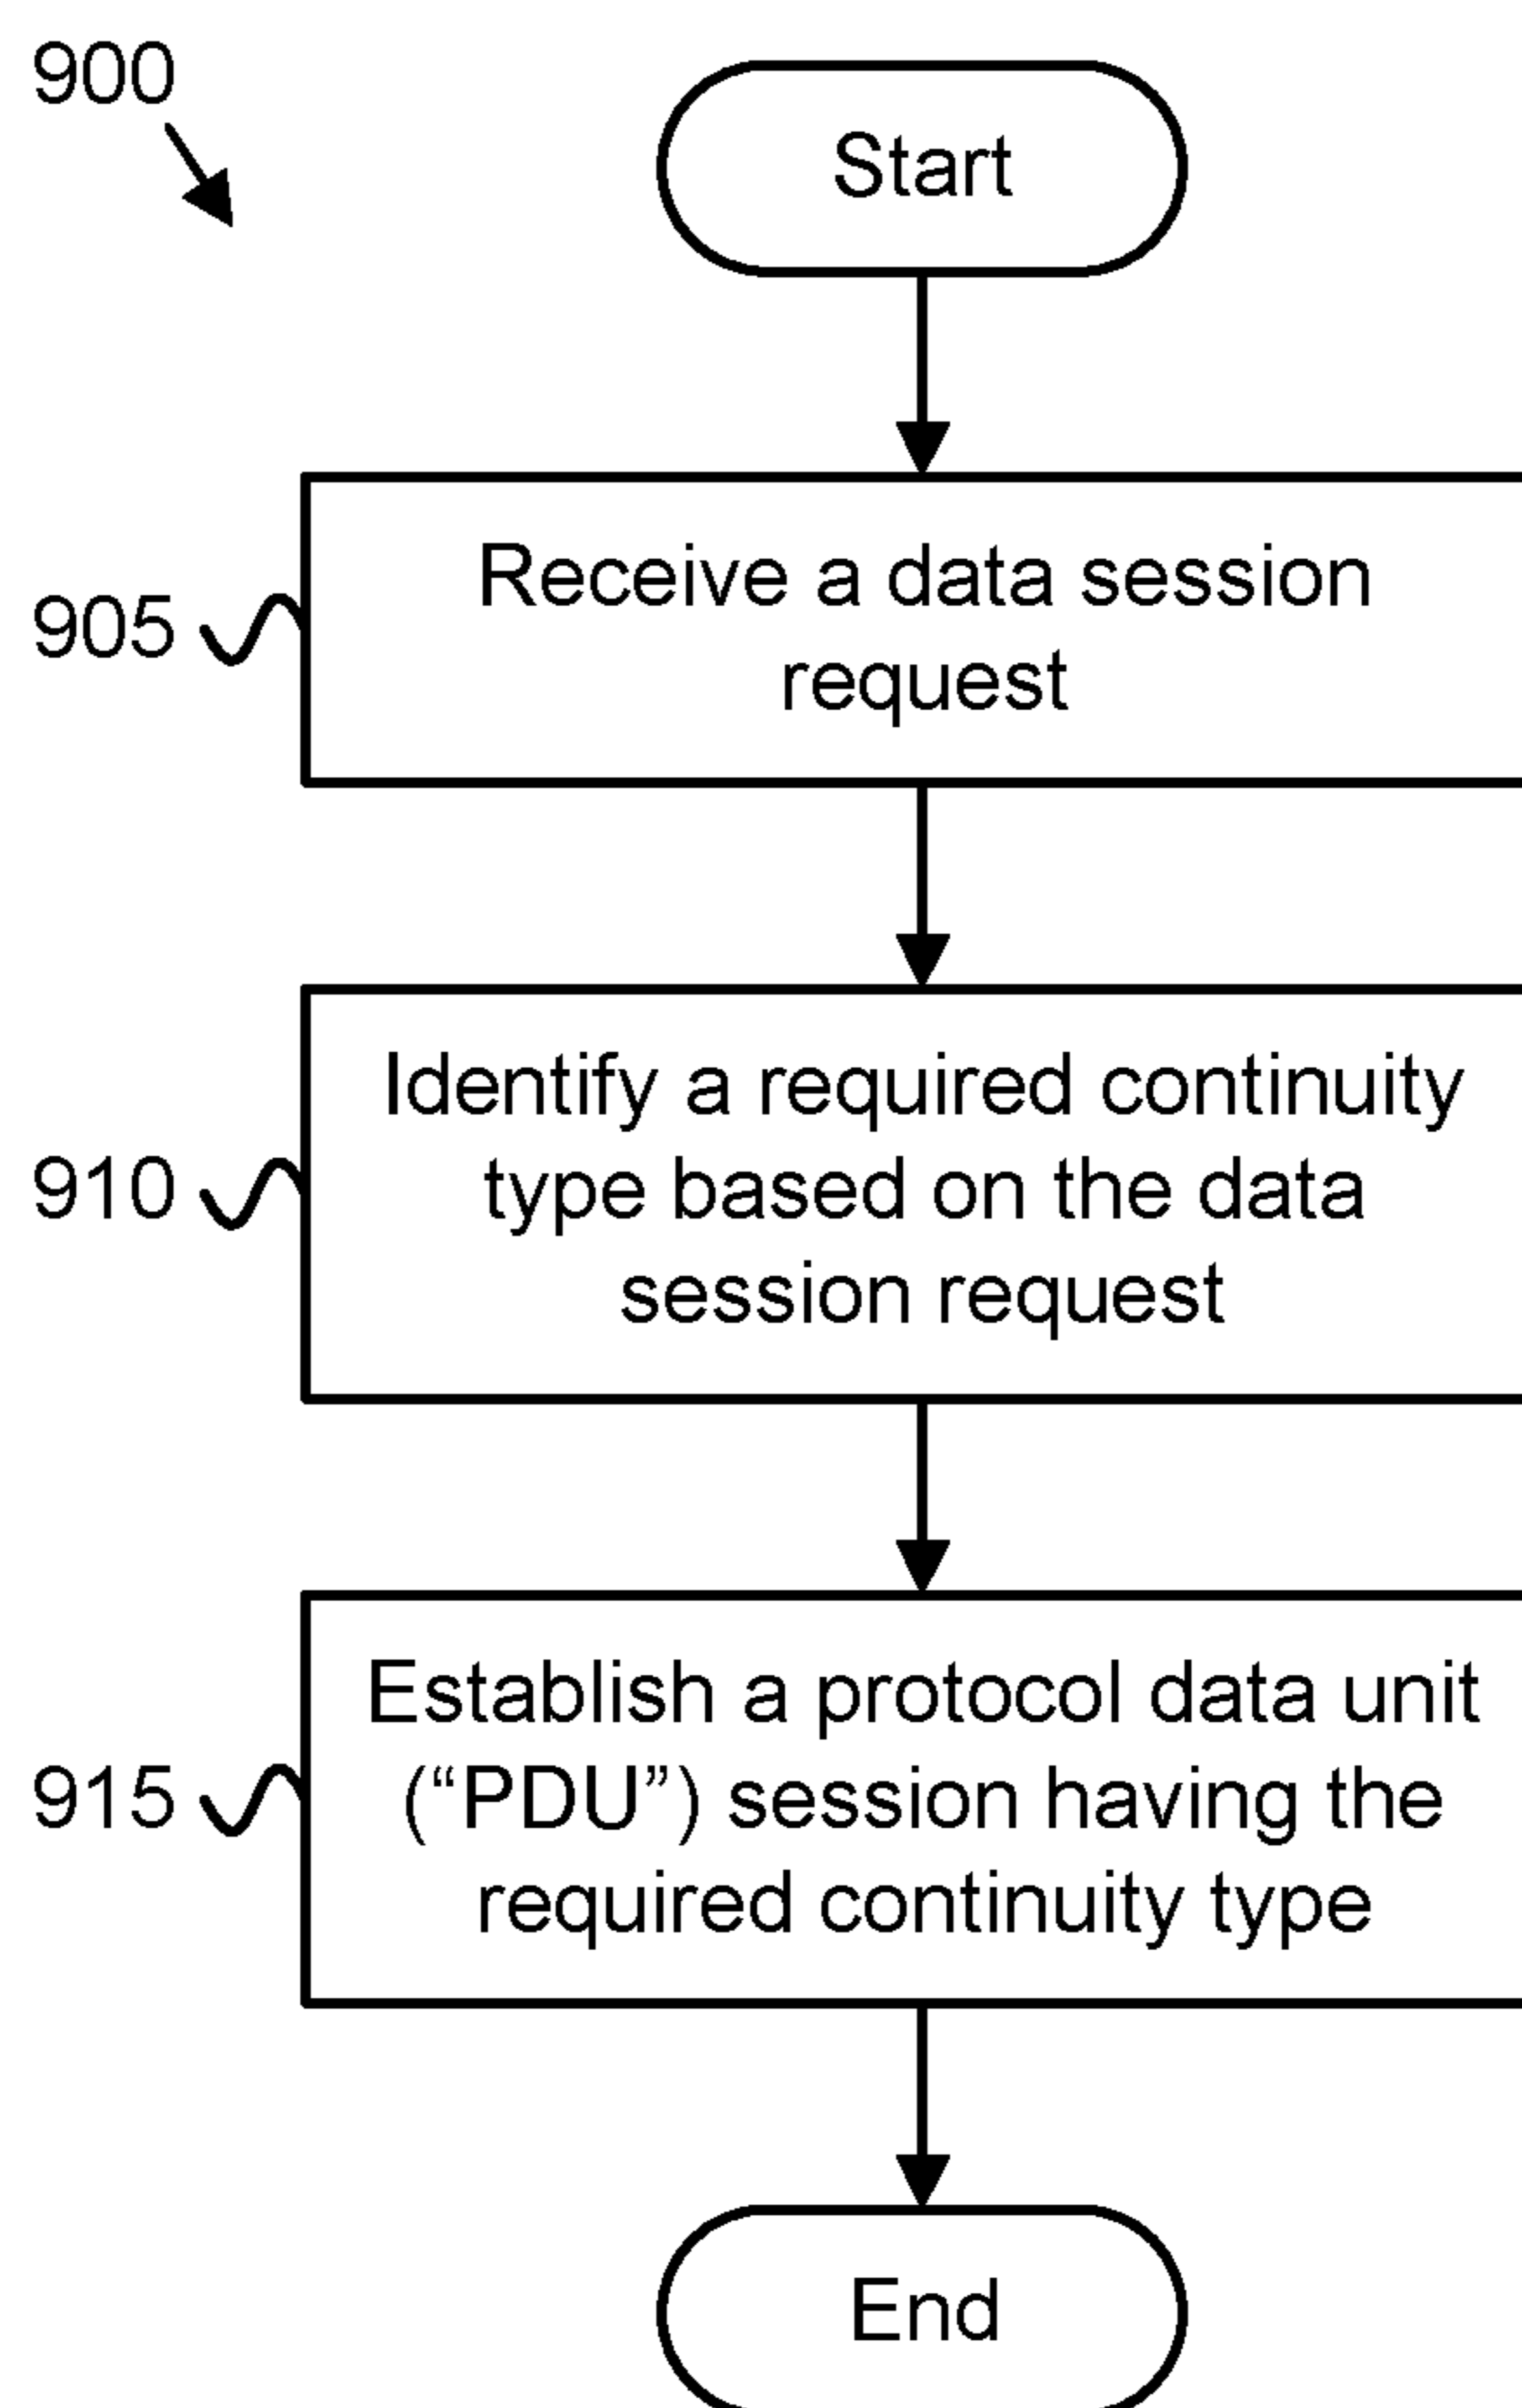 900
Start
905
Receive a data session
request
910
Identify a required continuity
type based on the data
session request
915
Establish a protocol data unit
(“PDU”) session having the
required continuity type
End